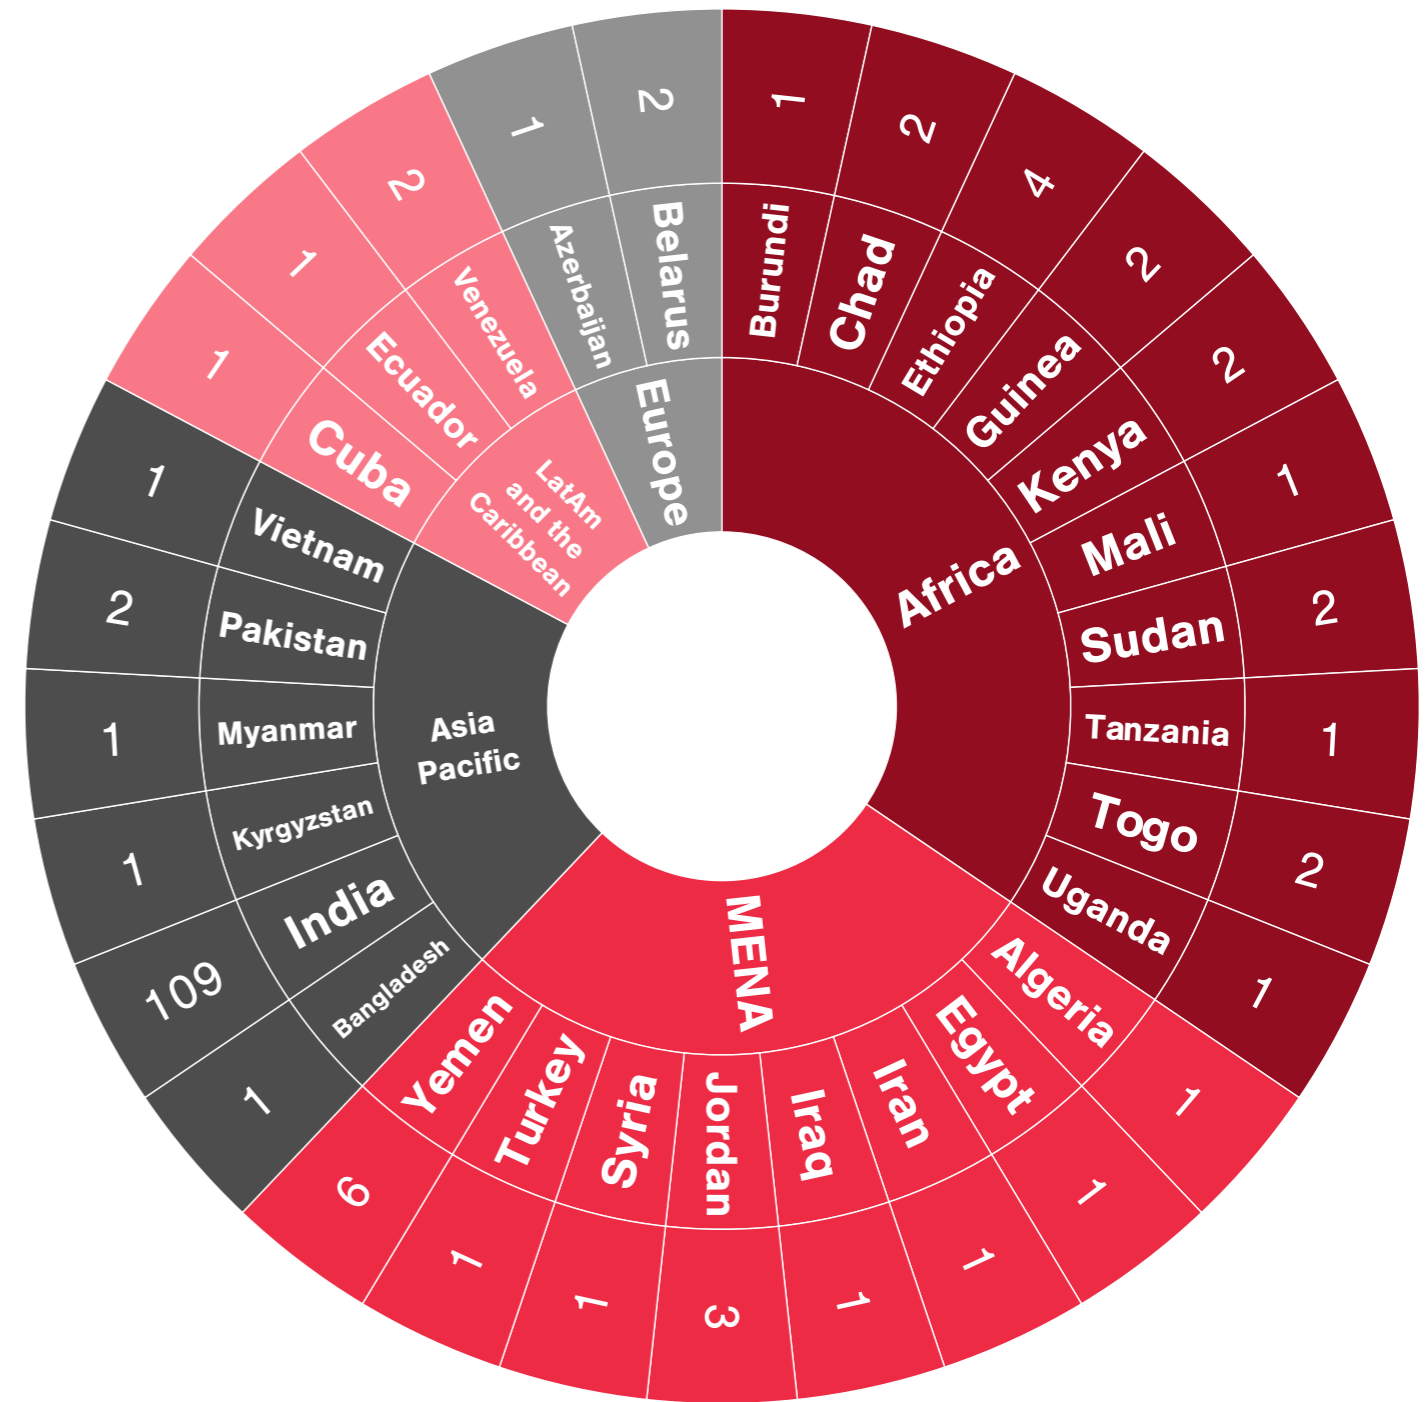 Africa
Burundi
1
Chad
2
Ethiopia
4
Guinea
2
Kenya
2
Mali
1
Sudan
2
Tanzania
1
Togo
2
Uganda
1
MENA
Algeria
1
Egypt
1
Iran
1
Iraq
1
Jordan
3
Syria
1
Turkey
1
Yemen
6
Asia
Pacific
Bangladesh
1
India
109
Kyrgyzstan
1
Myanmar
1
Pakistan
2
Vietnam
1
LatAm
and the
Caribbean
Cuba
1
Ecuador
1
Venezuela
2
Europe
Azerbaijan
1
Belarus
2